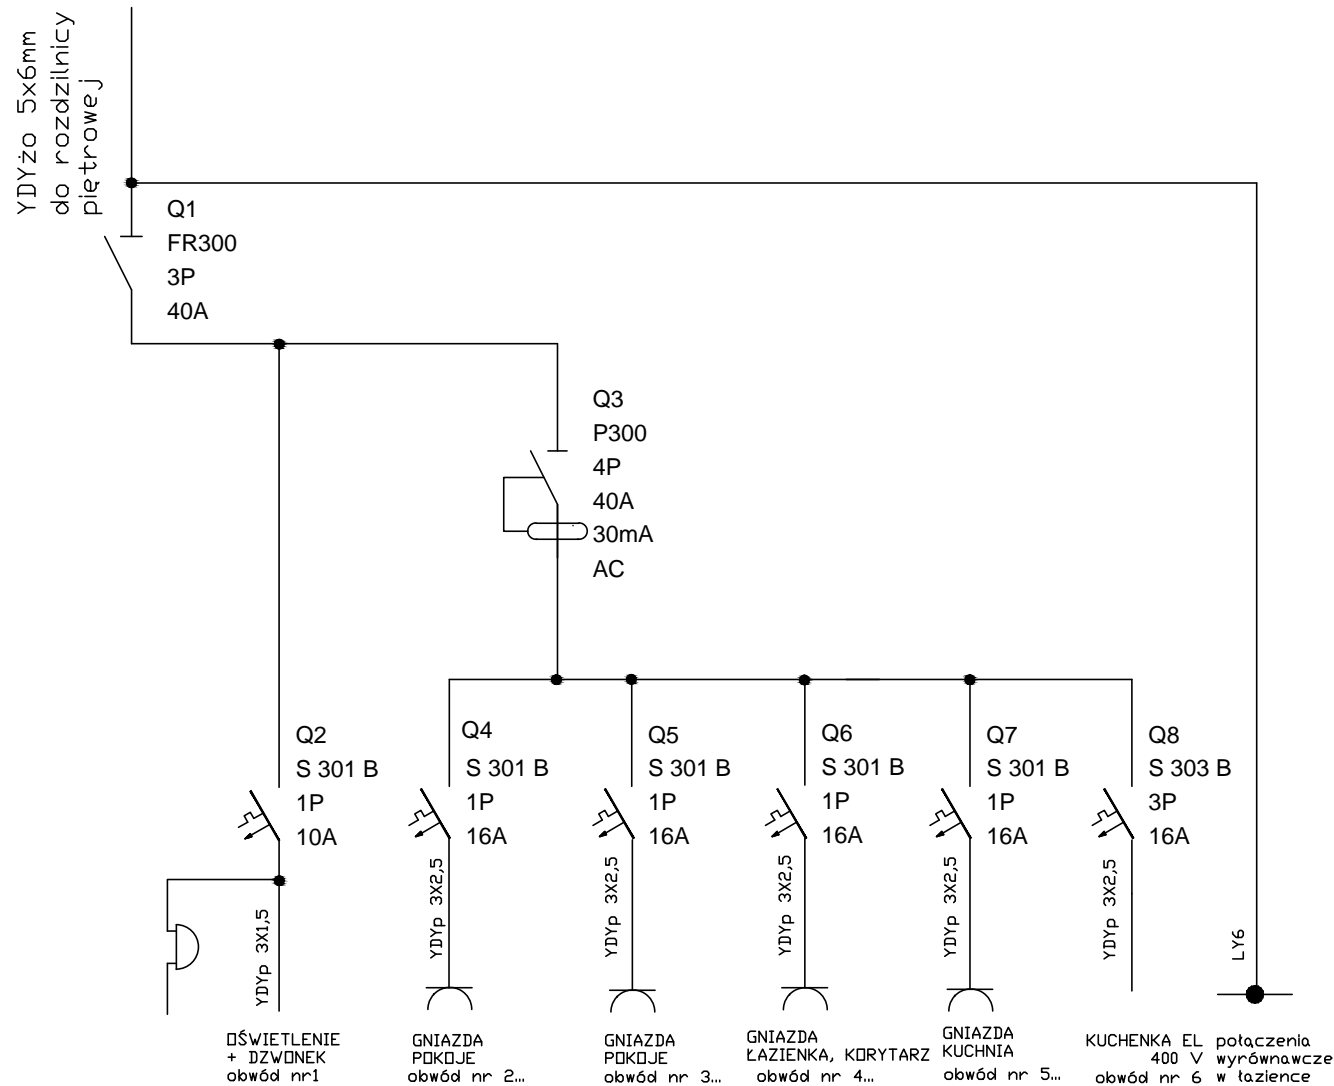 YDYżo 5x6mm
do rozdzilnicy
piętrowej
Q1
FR300
3P
40A
Q3
P300
4P
40A
30mA
AC
Q2
S 301 B
1P
10A
Q4
S 301 B
1P
16A
Q5
S 301 B
1P
16A
Q6
S 301 B
1P
16A
Q7
S 301 B
1P
16A
Q8
S 303 B
3P
16A
YDYp 3X1,5
YDYp 3X2,5
YDYp 3X2,5
YDYp 3X2,5
YDYp 3X2,5
YDYp 3X2,5
LY6
OŚWIETLENIE
+ DZWONEK
obwód nr1
GNIAZDA
POKOJE
obwód nr 2...
GNIAZDA
POKOJE
obwód nr 3...
GNIAZDA
ŁAZIENKA, KORYTARZ
obwód nr 4...
GNIAZDA
KUCHNIA
obwód nr 5...
KUCHENKA EL
400 V
obwód nr 6
połączenia
wyrównawcze
w łazience